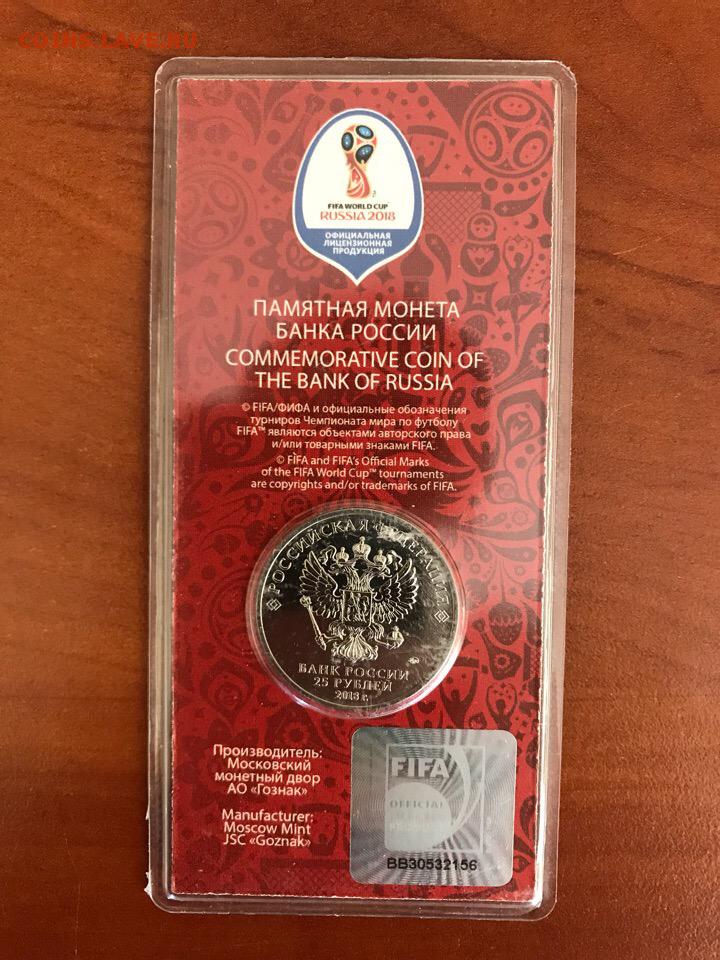 coins.lave.ru
FIFA WORLD CUP
RUSSIA 2018
ОФИЦИАЛЬНАЯ
ЛИЦЕНЗИОННАЯ
ПРОДУКЦИЯ
ПАМЯТНАЯ МОНЕТА
БАНКА РОССИИ
COMMEMORATIVE COIN OF
THE BANK OF RUSSIA
© FIFA/ФИФА и официальные обозначения
турниров Чемпионата мира по футболу
FIFA™ являются объектами авторского права
и/или товарными знаками FIFA.
© FIFA and FIFA's Official Marks
of the FIFA World Cup™ tournaments
are copyrights and/or trademarks of FIFA.
РОССИЙСКАЯ ФЕДЕРАЦИЯ
БАНК РОССИИ
25 РУБЛЕЙ
2018 г.
Производитель:
Московский
монетный двор
АО «Гознак»
Manufacturer:
Moscow Mint
JSC «Goznak»
FIFA
OFFICIAL
BB30532156